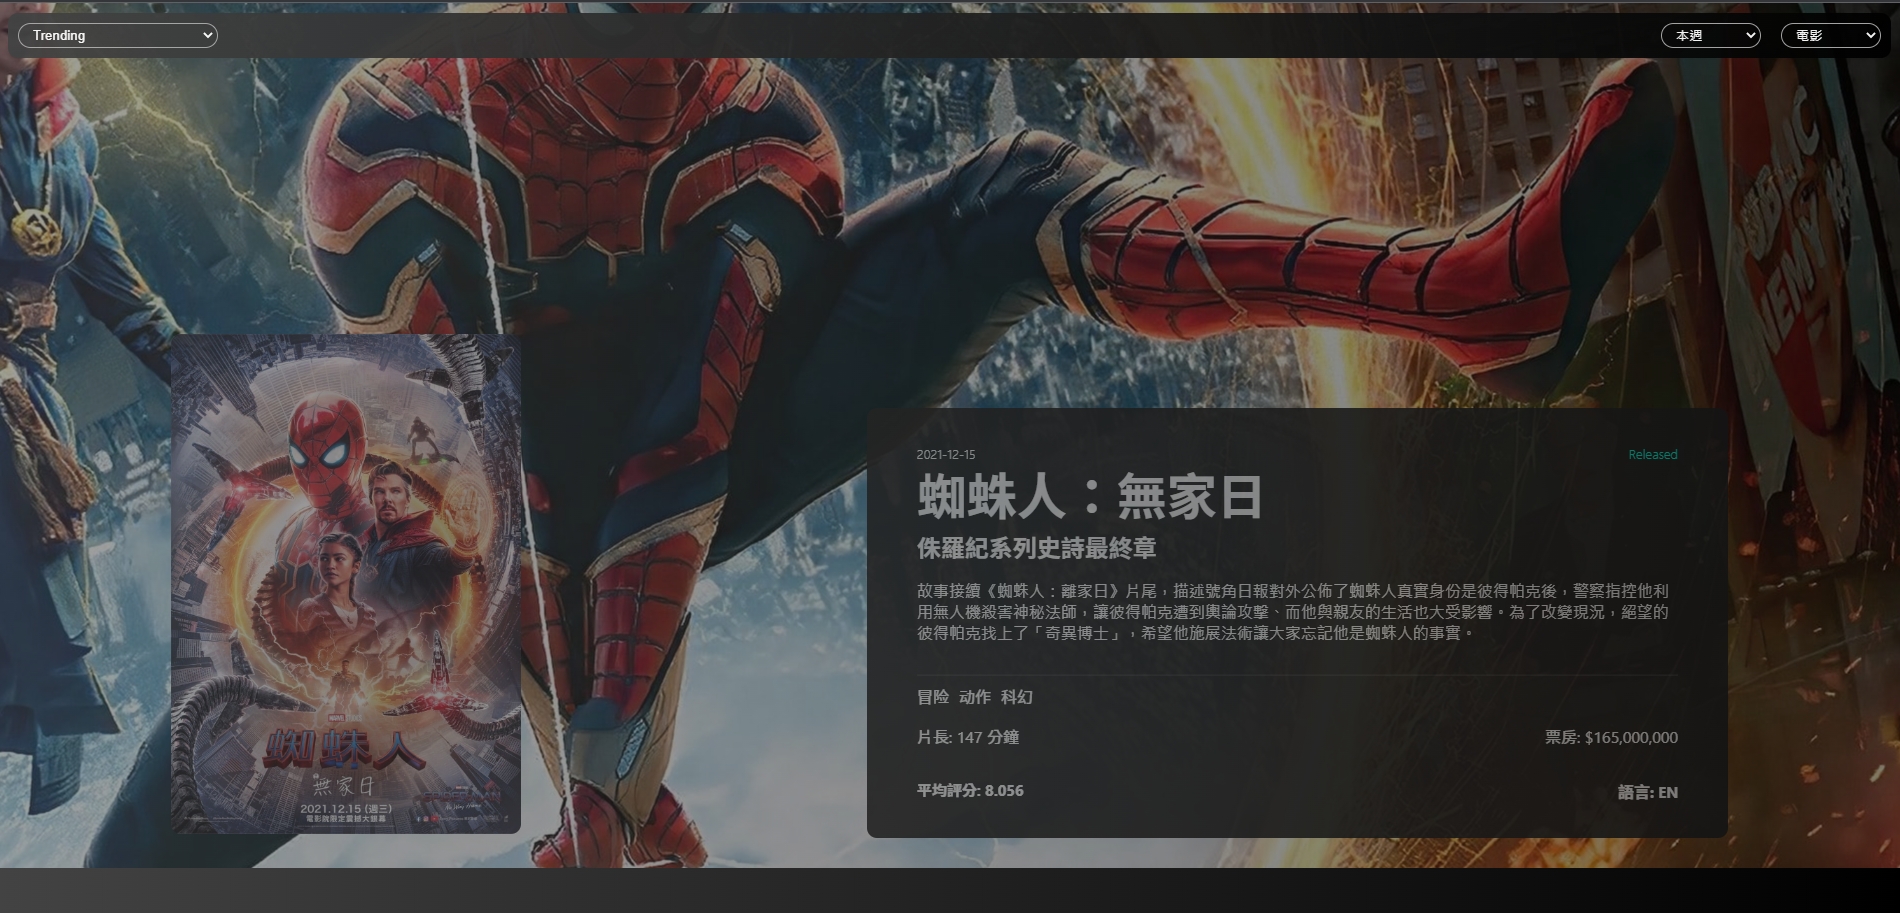 Trending
本週
電影
2021-12-15
Released
蜘蛛人：無家日
侏羅紀系列史詩最終章
故事接續《蜘蛛人：離家日》片尾，描述號角日報對外公佈了蜘蛛人真實身份是彼得帕克後，警察指控他利
用無人機殺害神秘法師，讓彼得帕克遭到輿論攻擊、而他與親友的生活也大受影響。為了改變現況，絕望的
彼得帕克找上了「奇異博士」，希望他施展法術讓大家忘記他是蜘蛛人的事實。
冒险 动作 科幻
片長: 147 分鐘
票房: $165,000,000
平均評分: 8.056
語言: EN
蜘蛛人
無家日
2021.12.15 (週三)
電影院限定震撼大銀幕